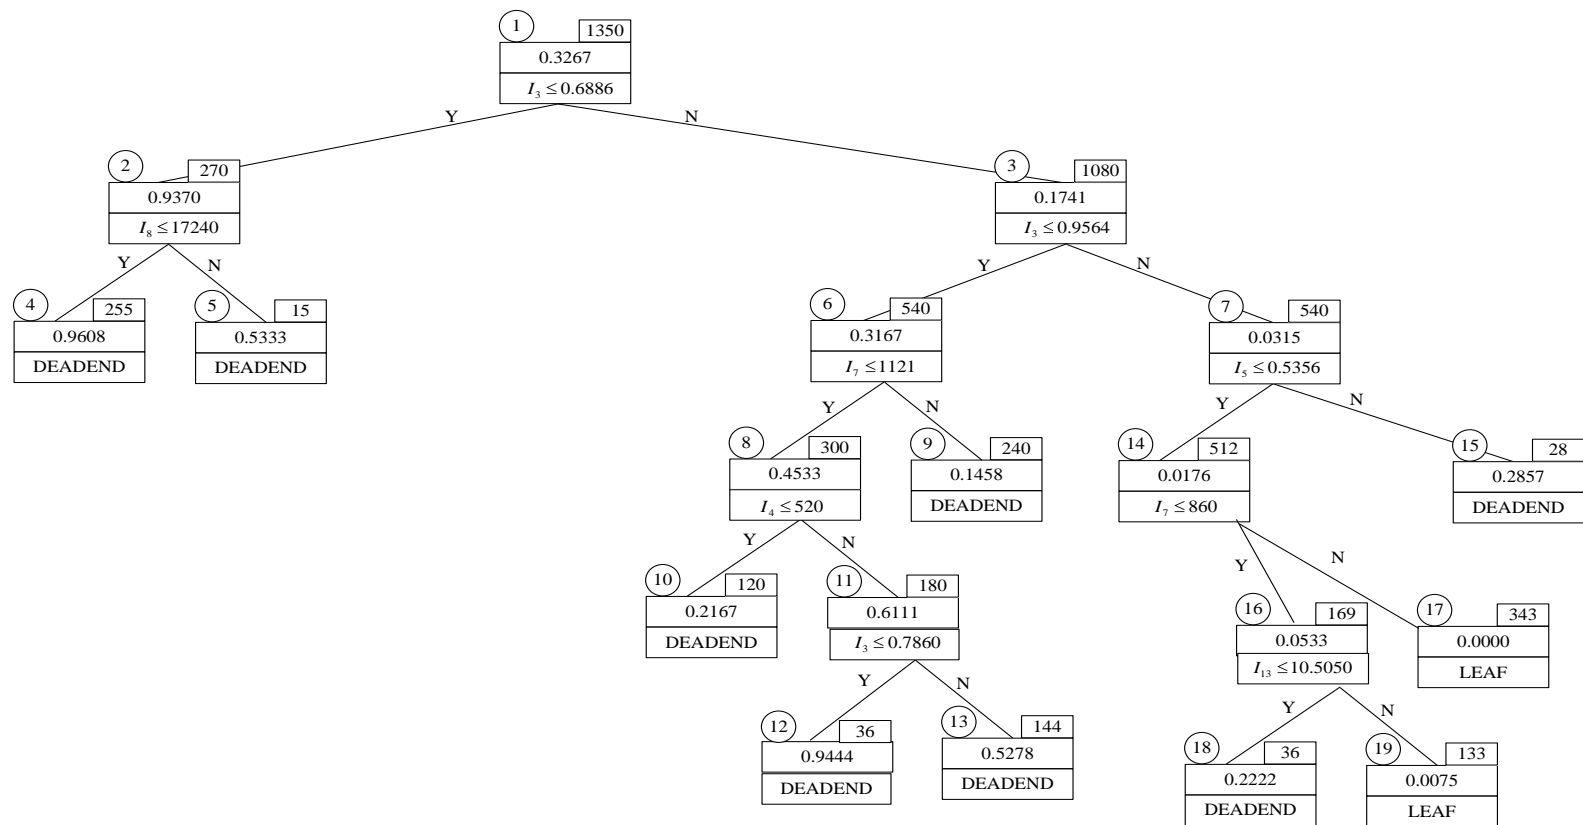 1
1350
0.3267
I₃ ≤ 0.6886
Y
N
2
270
0.9370
I₈ ≤ 17240
3
1080
0.1741
I₃ ≤ 0.9564
Y
N
Y
N
4
255
0.9608
DEADEND
5
15
0.5333
DEADEND
6
540
0.3167
I₇ ≤ 1121
7
540
0.0315
I₅ ≤ 0.5356
Y
N
Y
N
8
300
0.4533
I₄ ≤ 520
9
240
0.1458
DEADEND
14
512
0.0176
I₇ ≤ 860
15
28
0.2857
DEADEND
Y
N
Y
N
10
120
0.2167
DEADEND
11
180
0.6111
I₃ ≤ 0.7860
16
169
0.0533
I₁₃ ≤ 10.5050
17
343
0.0000
LEAF
Y
N
Y
N
12
36
0.9444
DEADEND
13
144
0.5278
DEADEND
18
36
0.2222
DEADEND
19
133
0.0075
LEAF